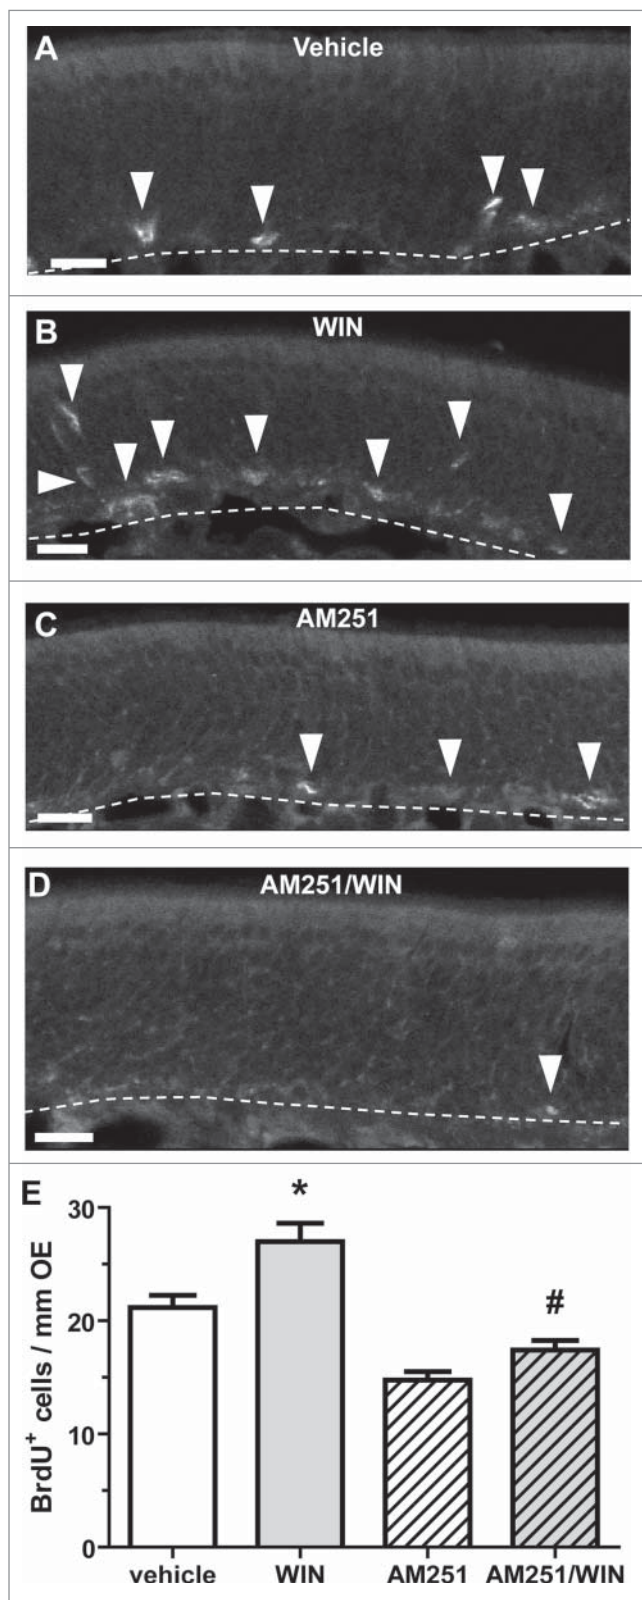 A
Vehicle
B
WIN
C
AM251
D
AM251/WIN
E
BrdU⁺ cells / mm OE
30
20
10
0
*
#
vehicle WIN AM251 AM251/WIN